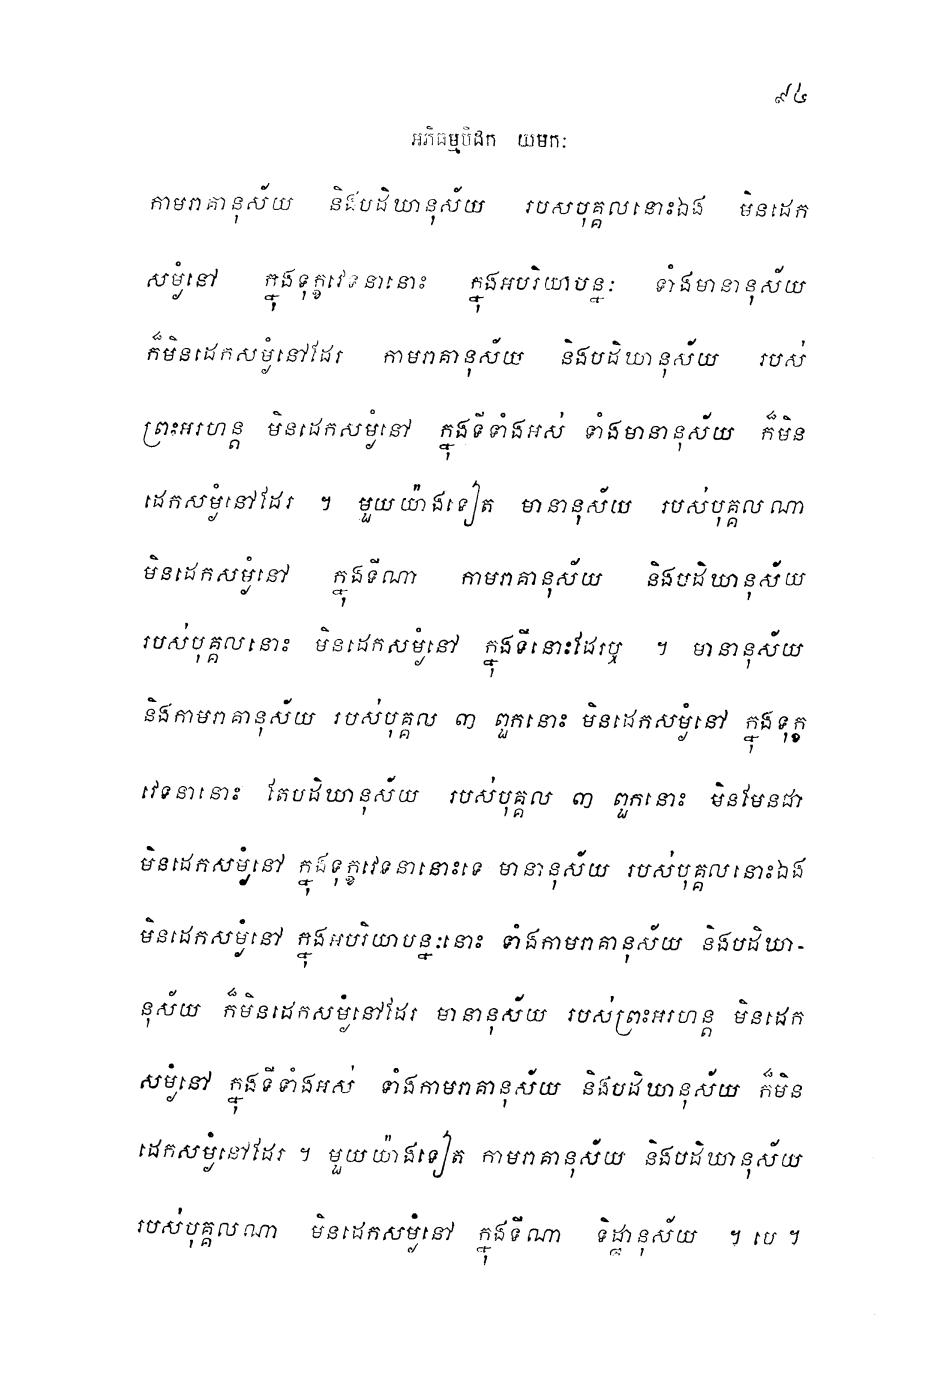 ៩៤
អភិធម្មបិដក យមកៈ
កាមរាគានុស័យ និងបដិឃានុស័យ របសបុគ្គលនោះឯង មិនដេក
សម្ងំនៅ ក្នុងទុក្ខវេទនានោះ ក្នុងអបរិយាបន្នៈ ទាំងមានានុស័យ
ក៏មិនដេកសម្ងំនៅដែរ កាមរាគានុស័យ និងបដិឃានុស័យ របស់
ព្រះអរហន្ត មិនដេកសម្ងំនៅ ក្នុងទីទាំងអស់ ទាំងមានានុស័យ ក៏មិន
ដេកសម្ងំនៅដែរ ។ មួយយ៉ាងទៀត មានានុស័យ របស់បុគ្គលណា
មិនដេកសម្ងំនៅ ក្នុងទីណា កាមរាគានុស័យ និងបដិឃានុស័យ
របស់បុគ្គលនោះ មិនដេកសម្ងំនៅ ក្នុងទីនោះដែរឬ ។ មានានុស័យ
និងកាមរាគានុស័យ របស់បុគ្គល ៣ ពួកនោះ មិនដេកសម្ងំនៅ ក្នុងទុក្ខ
វេទនានោះ តែបដិឃានុស័យ របស់បុគ្គល ៣ ពួកនោះ មិនមែនជា
មិនដេកសម្ងំនៅ ក្នុងទុក្ខវេទនានោះទេ មានានុស័យ របស់បុគ្គលនោះឯង
មិនដេកសម្ងំនៅ ក្នុងអបរិយាបន្នៈនោះ ទាំងកាមរាគានុស័យ និងបដិឃា-
នុស័យ ក៏មិនដេកសម្ងំនៅដែរ មានានុស័យ របស់ព្រះអរហន្ត មិនដេក
សម្ងំនៅ ក្នុងទីទាំងអស់ ទាំងកាមរាគានុស័យ និងបដិឃានុស័យ ក៏មិន
ដេកសម្ងំនៅដែរ ។ មួយយ៉ាងទៀត កាមរាគានុស័យ និងបដិឃានុស័យ
របស់បុគ្គលណា មិនដេកសម្ងំនៅ ក្នុងទីណា ទិដ្ឋានុស័យ ។ បេ ។